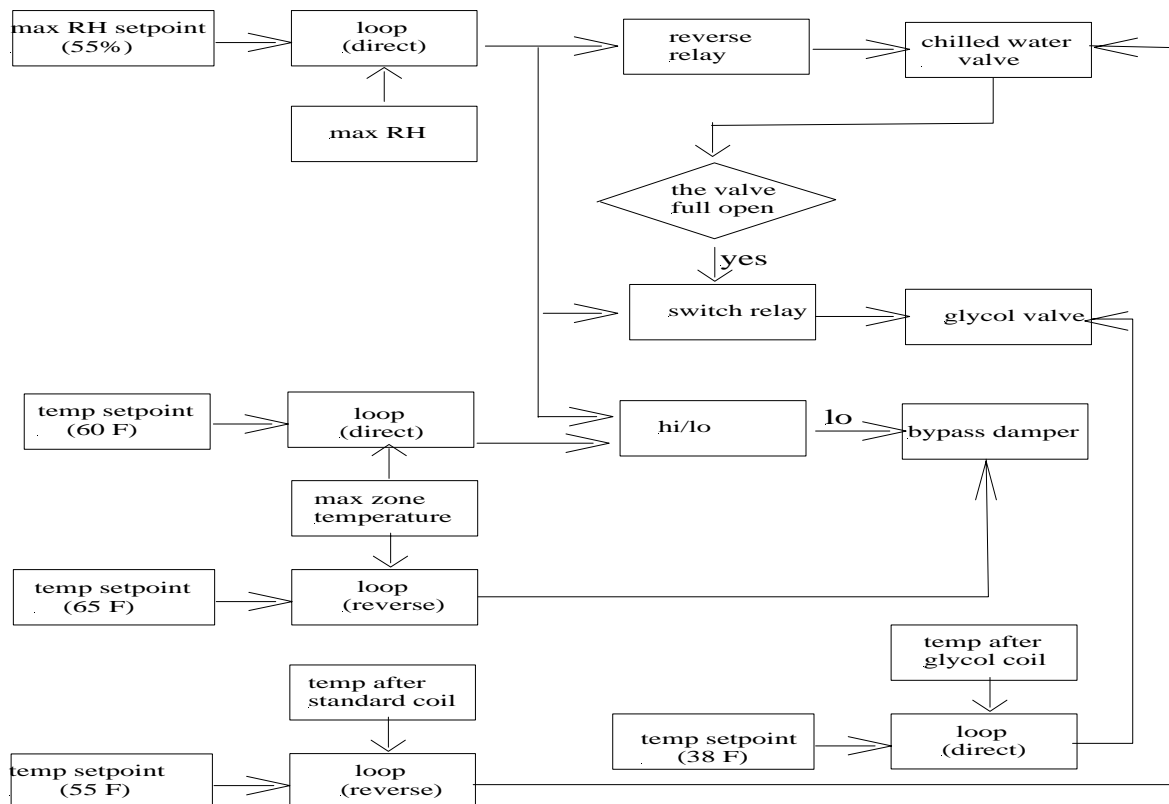 max RH setpoint
(55%)
loop
(direct)
reverse
relay
chilled water
valve
max RH
the valve
full open
yes
switch relay
glycol valve
temp setpoint
(60 F)
loop
(direct)
hi/lo
lo
bypass damper
max zone
temperature
temp setpoint
(65 F)
loop
(reverse)
temp after
glycol coil
temp after
standard coil
temp setpoint
(38 F)
loop
(direct)
temp setpoint
(55 F)
loop
(reverse)